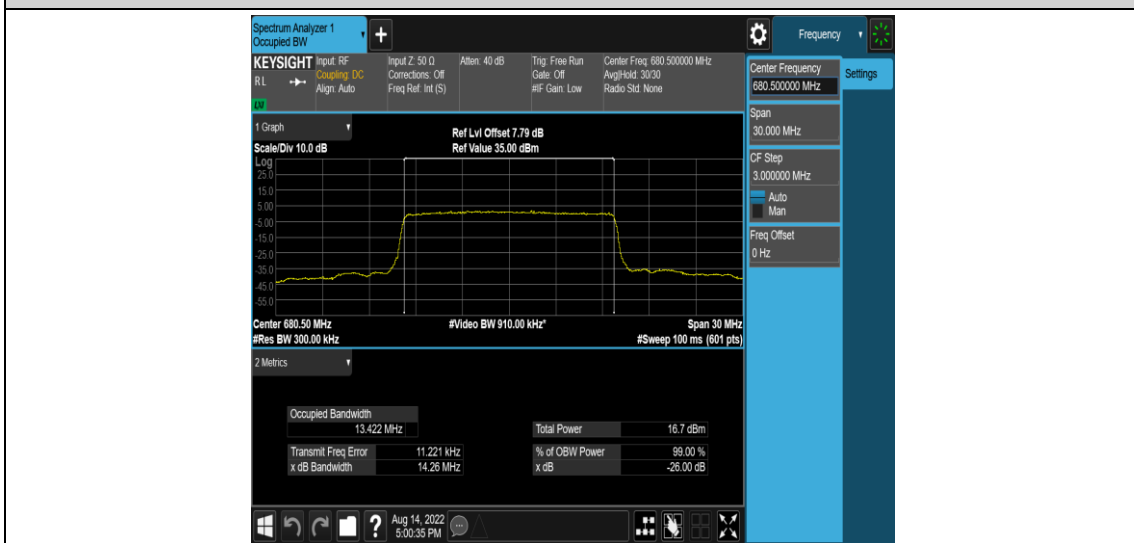 Spectrum Analyzer 1
Occupied BW
+
Frequency
KEYSIGHT
RL
LXI
Input: RF
Coupling: DC
Align: Auto
Input Z: 50 Ω
Corrections: Off
Freq Ref: Int (S)
Atten: 40 dB
Trig: Free Run
Gate: Off
#IF Gain: Low
Center Freq: 680.500000 MHz
Avg|Hold: 30/30
Radio Std: None
Center Frequency
680.500000 MHz
Settings
Span
30.000 MHz
CF Step
3.000000 MHz
Auto
Man
Freq Offset
0 Hz
1 Graph
Scale/Div 10.0 dB
Ref Lvl Offset 7.79 dB
Ref Value 35.00 dBm
Log
25.0
15.0
5.00
-5.00
-15.0
-25.0
-35.0
-45.0
-55.0
Center 680.50 MHz
#Video BW 910.00 kHz*
Span 30 MHz
#Res BW 300.00 kHz
#Sweep 100 ms (601 pts)
2 Metrics
Occupied Bandwidth
13.422 MHz
Total Power 16.7 dBm
Transmit Freq Error 11.221 kHz
% of OBW Power 99.00 %
x dB Bandwidth 14.26 MHz
x dB -26.00 dB
?
Aug 14, 2022
5:00:35 PM